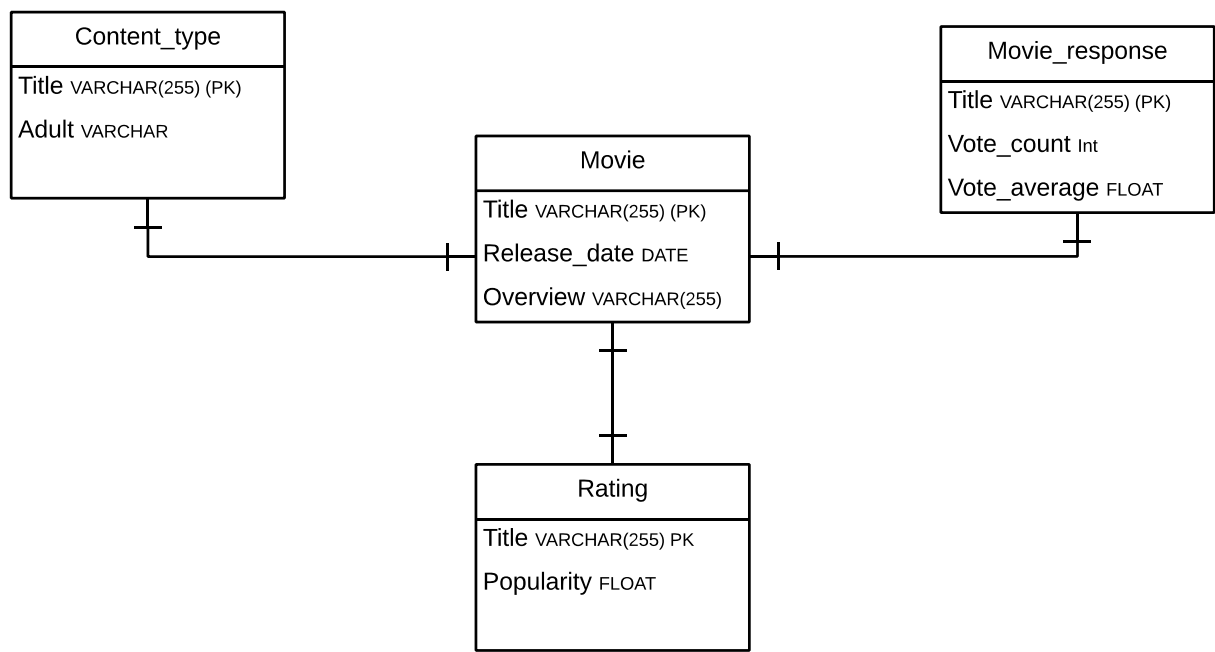 Content_type
Title VARCHAR(255) (PK)
Adult VARCHAR
Movie_response
Title VARCHAR(255) (PK)
Vote_count Int
Vote_average FLOAT
Movie
Title VARCHAR(255) (PK)
Release_date DATE
Overview VARCHAR(255)
Rating
Title VARCHAR(255) PK
Popularity FLOAT